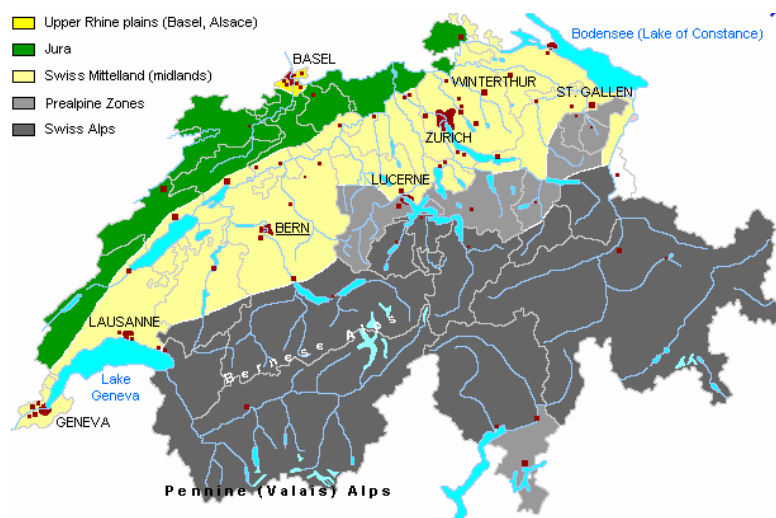 Upper Rhine plains (Basel, Alsace)
Jura
Swiss Mittelland (midlands)
Prealpine Zones
Swiss Alps
Bodensee (Lake of Constance)
BASEL
WINTERTHUR
ST. GALLEN
ZURICH
LUCERNE
BERN
LAUSANNE
Bernese Alps
Lake
Geneva
GENEVA
Pennine (Valais) Alps